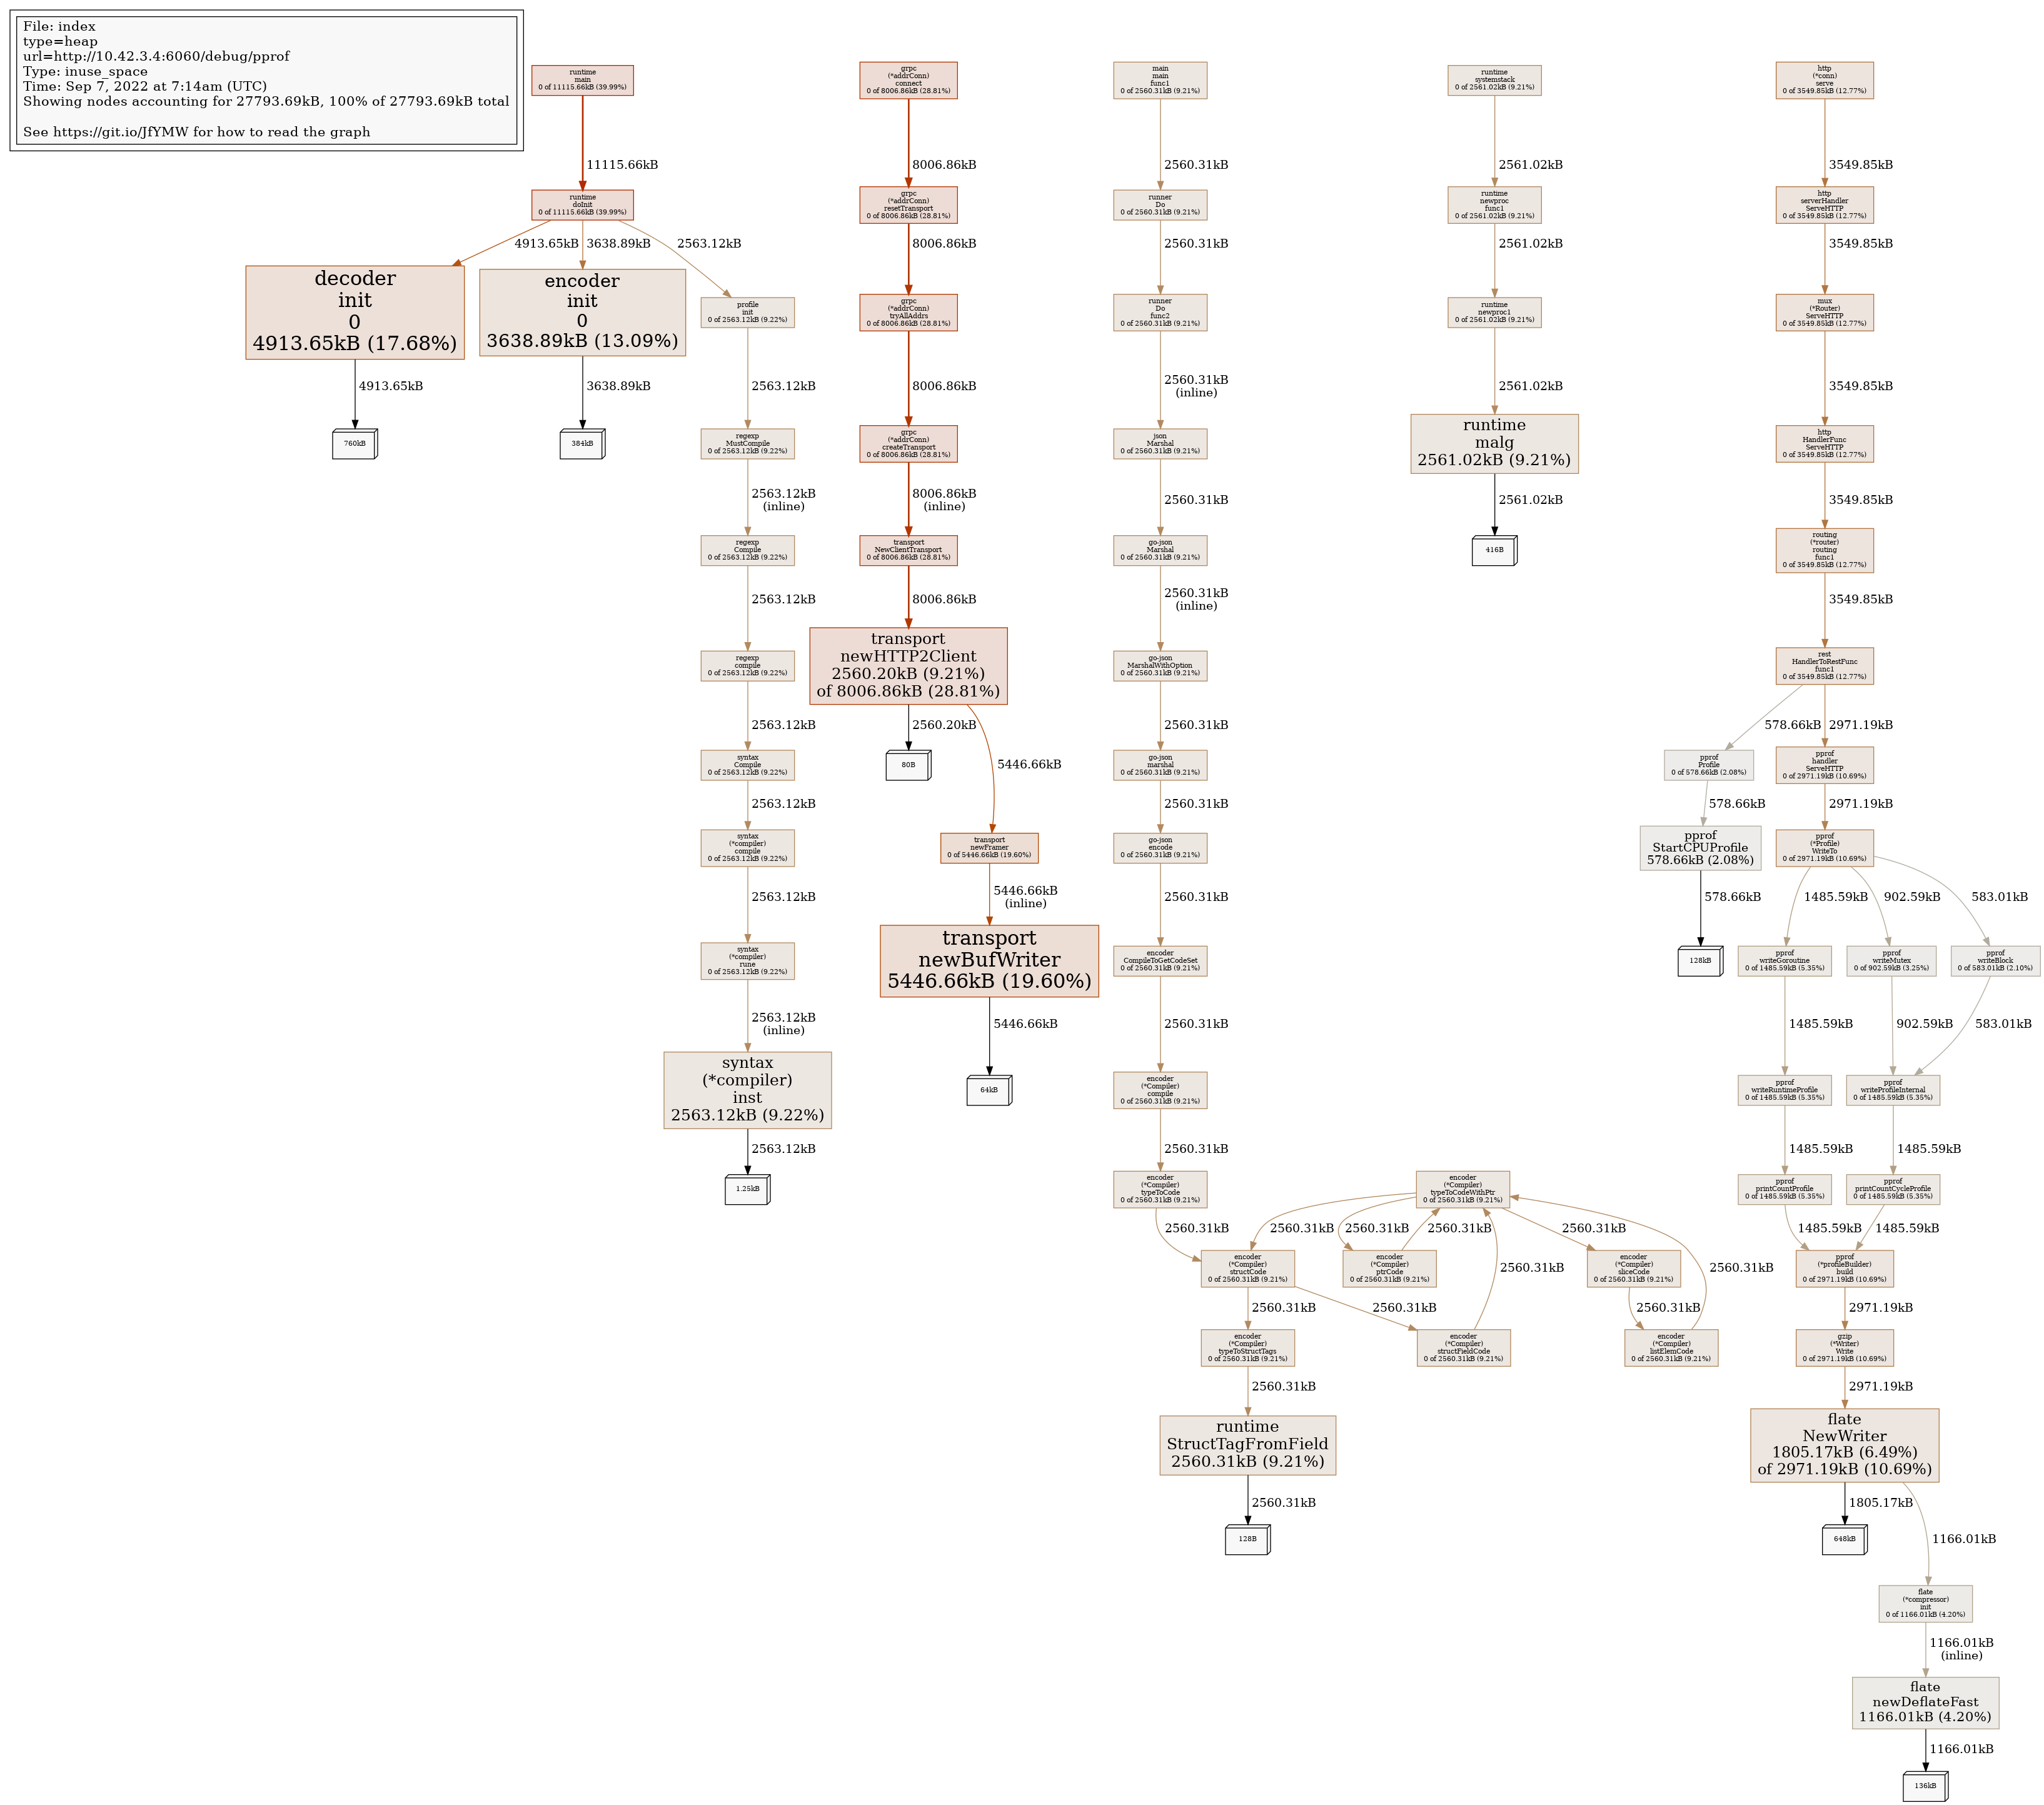 File: index
type=heap
url=http://10.42.3.4:6060/debug/pprof
Type: inuse_space
Time: Sep 7, 2022 at 7:14am (UTC)
Showing nodes accounting for 27793.69kB, 100% of 27793.69kB total
See https://git.io/JfYMW for how to read the graph
runtime
main
0 of 11115.66kB (39.99%)
11115.66kB
runtime
doInit
0 of 11115.66kB (39.99%)
4913.65kB
3638.89kB
2563.12kB
decoder
init
0
4913.65kB (17.68%)
4913.65kB
760kB
encoder
init
0
3638.89kB (13.09%)
3638.89kB
384kB
profile
init
0 of 2563.12kB (9.22%)
2563.12kB
regexp
MustCompile
0 of 2563.12kB (9.22%)
2563.12kB
(inline)
regexp
Compile
0 of 2563.12kB (9.22%)
2563.12kB
regexp
compile
0 of 2563.12kB (9.22%)
2563.12kB
syntax
Compile
0 of 2563.12kB (9.22%)
2563.12kB
syntax
(*compiler)
compile
0 of 2563.12kB (9.22%)
2563.12kB
syntax
(*compiler)
rune
0 of 2563.12kB (9.22%)
2563.12kB
(inline)
syntax
(*compiler)
inst
2563.12kB (9.22%)
2563.12kB
1.25kB
grpc
(*addrConn)
connect
0 of 8006.86kB (28.81%)
8006.86kB
grpc
(*addrConn)
resetTransport
0 of 8006.86kB (28.81%)
8006.86kB
grpc
(*addrConn)
tryAllAddrs
0 of 8006.86kB (28.81%)
8006.86kB
grpc
(*addrConn)
createTransport
0 of 8006.86kB (28.81%)
8006.86kB
(inline)
transport
NewClientTransport
0 of 8006.86kB (28.81%)
8006.86kB
transport
newHTTP2Client
2560.20kB (9.21%)
of 8006.86kB (28.81%)
2560.20kB
80B
5446.66kB
transport
newFramer
0 of 5446.66kB (19.60%)
5446.66kB
(inline)
transport
newBufWriter
5446.66kB (19.60%)
5446.66kB
64kB
main
main
func1
0 of 2560.31kB (9.21%)
2560.31kB
runner
Do
0 of 2560.31kB (9.21%)
2560.31kB
runner
Do
func2
0 of 2560.31kB (9.21%)
2560.31kB
(inline)
json
Marshal
0 of 2560.31kB (9.21%)
2560.31kB
go-json
Marshal
0 of 2560.31kB (9.21%)
2560.31kB
(inline)
go-json
MarshalWithOption
0 of 2560.31kB (9.21%)
2560.31kB
go-json
marshal
0 of 2560.31kB (9.21%)
2560.31kB
go-json
encode
0 of 2560.31kB (9.21%)
2560.31kB
encoder
CompileToGetCodeSet
0 of 2560.31kB (9.21%)
2560.31kB
encoder
(*Compiler)
compile
0 of 2560.31kB (9.21%)
2560.31kB
encoder
(*Compiler)
typeToCode
0 of 2560.31kB (9.21%)
2560.31kB
encoder
(*Compiler)
typeToCodeWithPtr
0 of 2560.31kB (9.21%)
2560.31kB
2560.31kB
2560.31kB
2560.31kB
encoder
(*Compiler)
structCode
0 of 2560.31kB (9.21%)
encoder
(*Compiler)
ptrCode
0 of 2560.31kB (9.21%)
2560.31kB
encoder
(*Compiler)
sliceCode
0 of 2560.31kB (9.21%)
2560.31kB
2560.31kB
2560.31kB
2560.31kB
encoder
(*Compiler)
typeToStructTags
0 of 2560.31kB (9.21%)
encoder
(*Compiler)
structFieldCode
0 of 2560.31kB (9.21%)
encoder
(*Compiler)
listElemCode
0 of 2560.31kB (9.21%)
2560.31kB
runtime
StructTagFromField
2560.31kB (9.21%)
2560.31kB
128B
runtime
systemstack
0 of 2561.02kB (9.21%)
2561.02kB
runtime
newproc
func1
0 of 2561.02kB (9.21%)
2561.02kB
runtime
newproc1
0 of 2561.02kB (9.21%)
2561.02kB
runtime
malg
2561.02kB (9.21%)
2561.02kB
416B
http
(*conn)
serve
0 of 3549.85kB (12.77%)
3549.85kB
http
serverHandler
ServeHTTP
0 of 3549.85kB (12.77%)
3549.85kB
mux
(*Router)
ServeHTTP
0 of 3549.85kB (12.77%)
3549.85kB
http
HandlerFunc
ServeHTTP
0 of 3549.85kB (12.77%)
3549.85kB
routing
(*router)
routing
func1
0 of 3549.85kB (12.77%)
3549.85kB
rest
HandlerToRestFunc
func1
0 of 3549.85kB (12.77%)
578.66kB
2971.19kB
pprof
Profile
0 of 578.66kB (2.08%)
578.66kB
pprof
StartCPUProfile
578.66kB (2.08%)
578.66kB
128kB
pprof
handler
ServeHTTP
0 of 2971.19kB (10.69%)
2971.19kB
pprof
(*Profile)
WriteTo
0 of 2971.19kB (10.69%)
1485.59kB
902.59kB
583.01kB
pprof
writeGoroutine
0 of 1485.59kB (5.35%)
pprof
writeMutex
0 of 902.59kB (3.25%)
pprof
writeBlock
0 of 583.01kB (2.10%)
1485.59kB
902.59kB
583.01kB
pprof
writeRuntimeProfile
0 of 1485.59kB (5.35%)
pprof
writeProfileInternal
0 of 1485.59kB (5.35%)
1485.59kB
1485.59kB
pprof
printCountProfile
0 of 1485.59kB (5.35%)
pprof
printCountCycleProfile
0 of 1485.59kB (5.35%)
1485.59kB
1485.59kB
pprof
(*profileBuilder)
build
0 of 2971.19kB (10.69%)
2971.19kB
gzip
(*Writer)
Write
0 of 2971.19kB (10.69%)
2971.19kB
flate
NewWriter
1805.17kB (6.49%)
of 2971.19kB (10.69%)
1805.17kB
648kB
1166.01kB
flate
(*compressor)
init
0 of 1166.01kB (4.20%)
1166.01kB
(inline)
flate
newDeflateFast
1166.01kB (4.20%)
1166.01kB
136kB